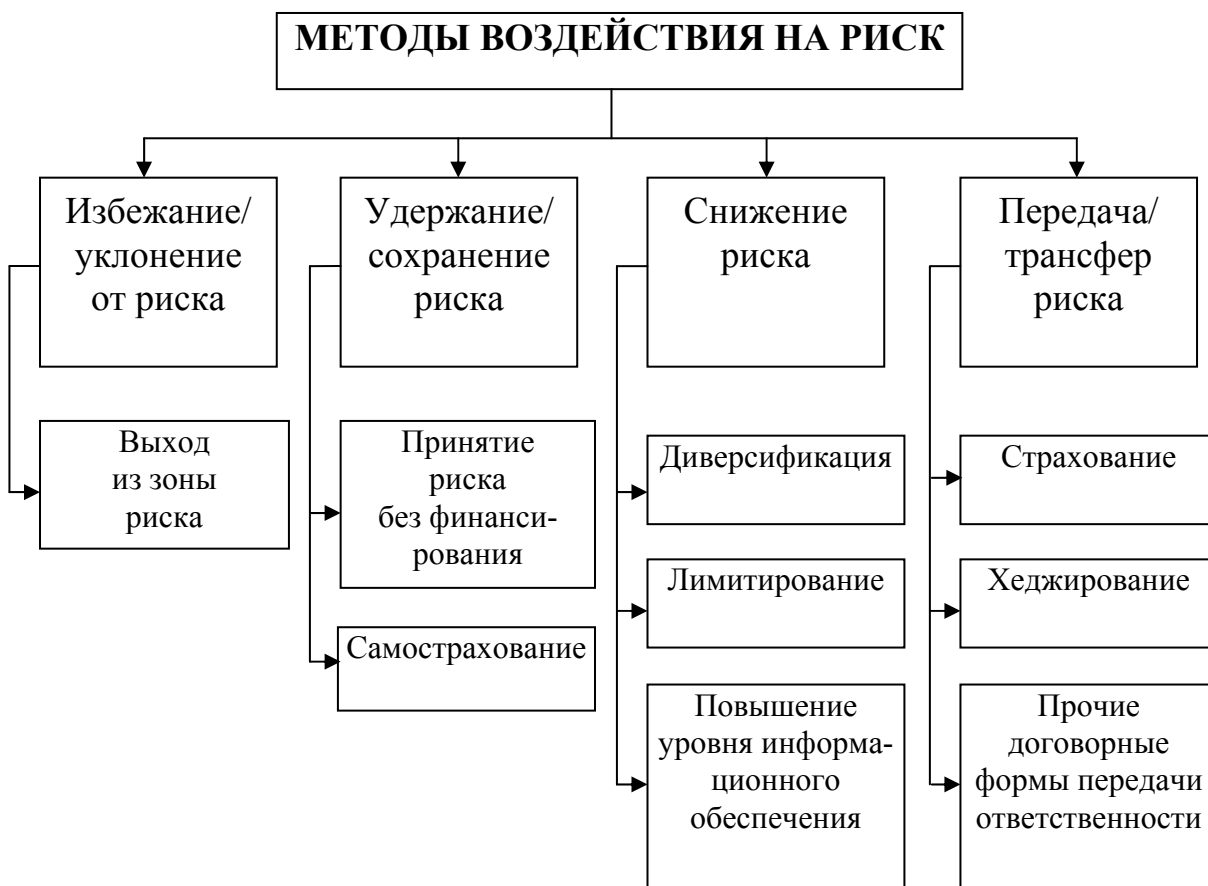 МЕТОДЫ ВОЗДЕЙСТВИЯ НА РИСК
Избежание/
уклонение
от риска
Удержание/
сохранение
риска
Снижение
риска
Передача/
трансфер
риска
Выход
из зоны
риска
Принятие
риска
без финанси-
рования
Самострахование
Диверсификация
Лимитирование
Повышение
уровня информа-
ционного
обеспечения
Страхование
Хеджирование
Прочие
договорные
формы передачи
ответственности